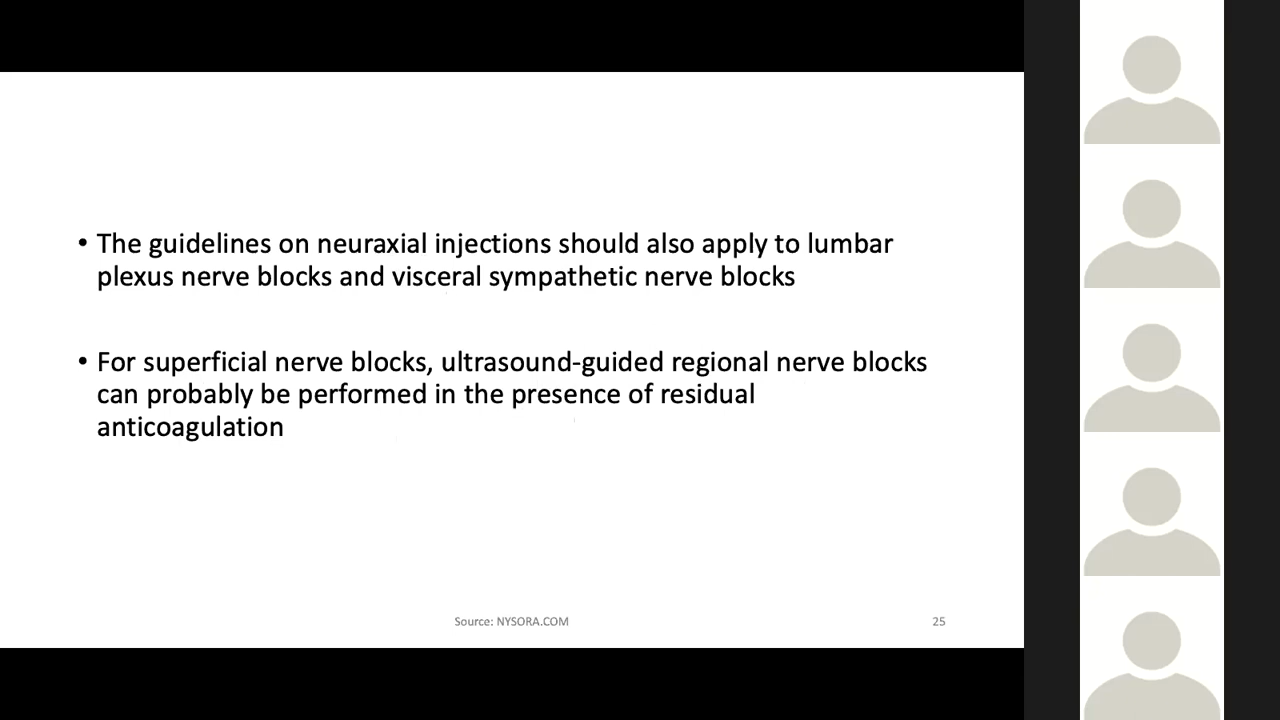 • The guidelines on neuraxial injections should also apply to lumbar
plexus nerve blocks and visceral sympathetic nerve blocks
• For superficial nerve blocks, ultrasound-guided regional nerve blocks
can probably be performed in the presence of residual
anticoagulation
Source: NYSORA.COM
25